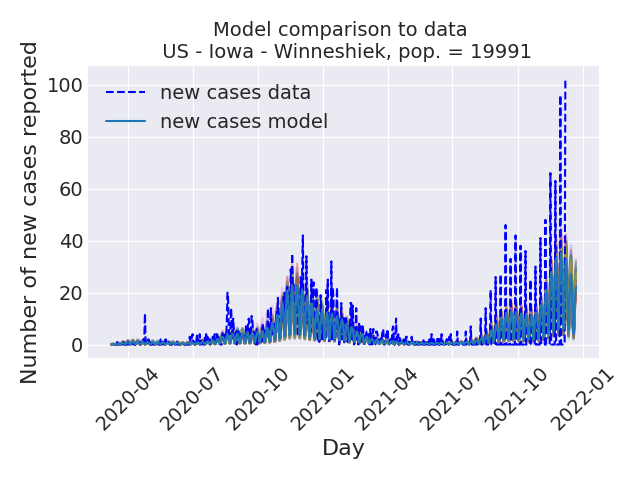 Model comparison to data
US - Iowa - Winneshiek, pop. = 19991
Number of new cases reported
100
80
60
40
20
0
new cases data
new cases model
2020-04
2020-07
2020-10
2021-01
2021-04
2021-07
2021-10
2022-01
Day